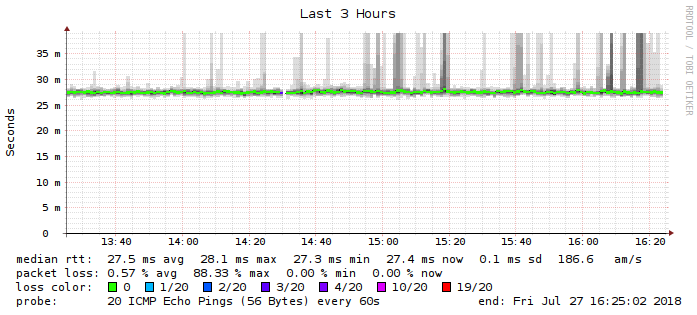 Last 3 Hours
RRDTOOL / TOBI OETIKER
Seconds
35 m
30 m
25 m
20 m
15 m
10 m
5 m
0
13:40 14:00 14:20 14:40 15:00 15:20 15:40 16:00 16:20
median rtt: 27.5 ms avg 28.1 ms max 27.3 ms min 27.4 ms now 0.1 ms sd 186.6 am/s
packet loss: 0.57 % avg 88.33 % max 0.00 % min 0.00 % now
loss color: 0 1/20 2/20 3/20 4/20 10/20 19/20
probe: 20 ICMP Echo Pings (56 Bytes) every 60s end: Fri Jul 27 16:25:02 2018